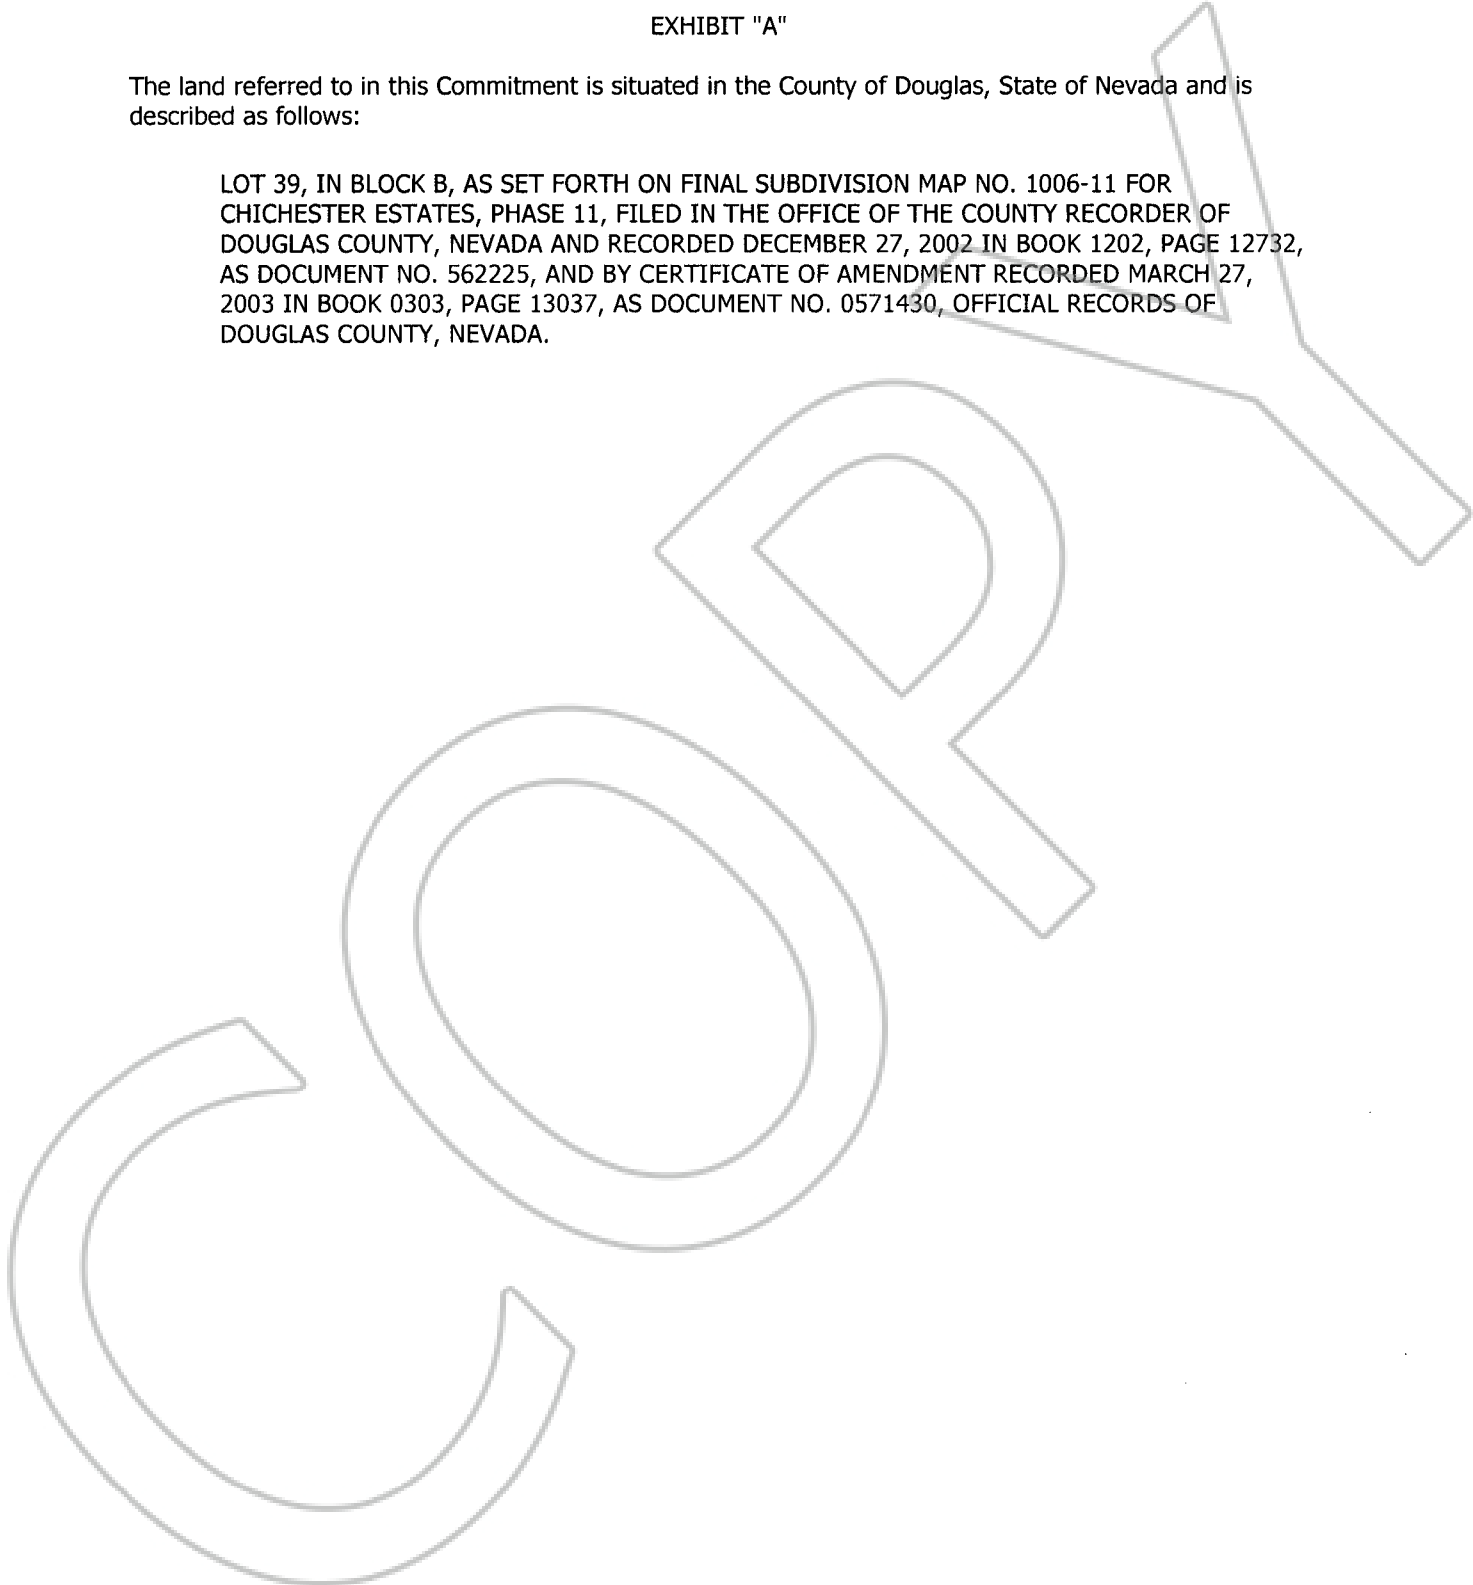 EXHIBIT "A"
The land referred to in this Commitment is situated in the County of Douglas, State of Nevada and is
described as follows:
LOT 39, IN BLOCK B, AS SET FORTH ON FINAL SUBDIVISION MAP NO. 1006-11 FOR
CHICHESTER ESTATES, PHASE 11, FILED IN THE OFFICE OF THE COUNTY RECORDER OF
DOUGLAS COUNTY, NEVADA AND RECORDED DECEMBER 27, 2002 IN BOOK 1202, PAGE 12732,
AS DOCUMENT NO. 562225, AND BY CERTIFICATE OF AMENDMENT RECORDED MARCH 27,
2003 IN BOOK 0303, PAGE 13037, AS DOCUMENT NO. 0571430, OFFICIAL RECORDS OF
DOUGLAS COUNTY, NEVADA.
COPY